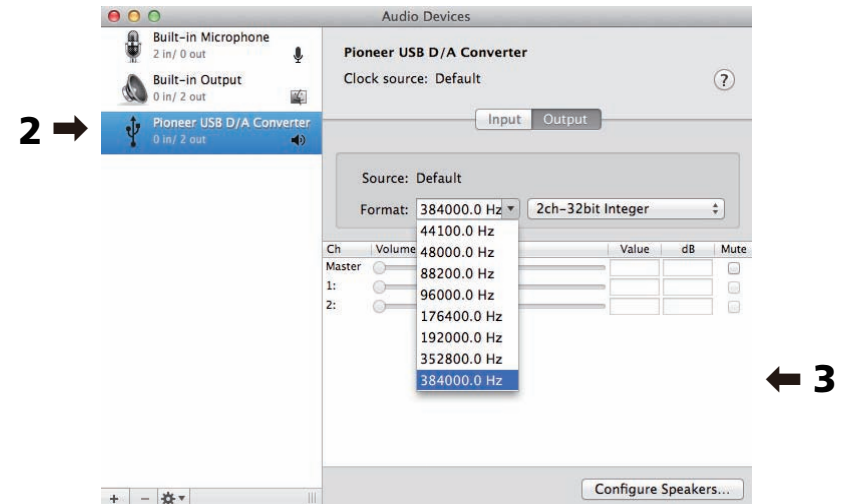 Audio Devices
Built-in Microphone
2 in/ 0 out
Built-in Output
0 in/ 2 out
2
Pioneer USB D/A Converter
0 in/ 2 out
Pioneer USB D/A Converter
Clock source: Default
?
Input Output
Source: Default
Format: 384000.0 Hz 2ch-32bit Integer
44100.0 Hz
48000.0 Hz
88200.0 Hz
96000.0 Hz
176400.0 Hz
192000.0 Hz
352800.0 Hz
384000.0 Hz
Ch Volume Value dB Mute
Master
1:
2:
3
Configure Speakers...
+ −